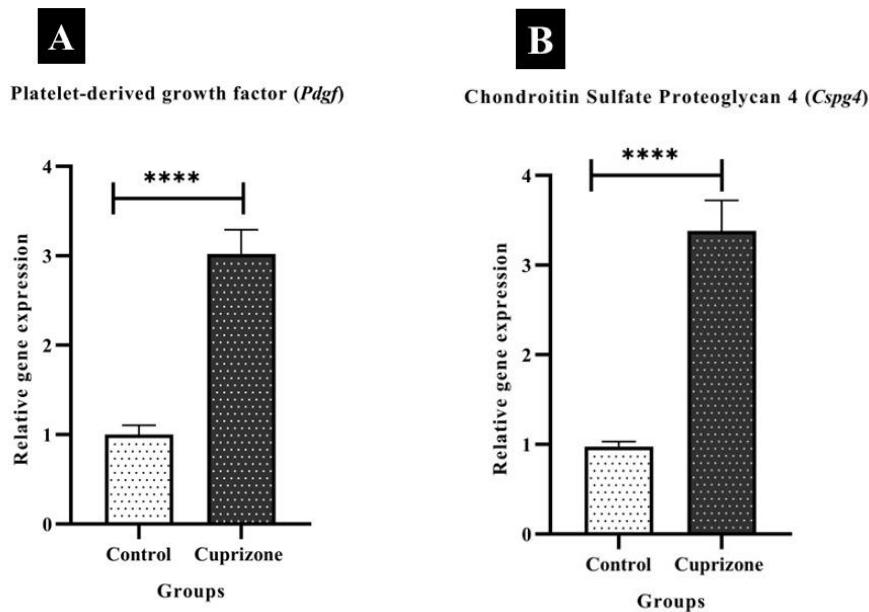 A
Platelet-derived growth factor (Pdgf)
Relative gene expression
4
3
2
1
0
****
Control
Cuprizone
Groups
B
Chondroitin Sulfate Proteoglycan 4 (Cspg4)
Relative gene expression
4
3
2
1
0
****
Control
Cuprizone
Groups